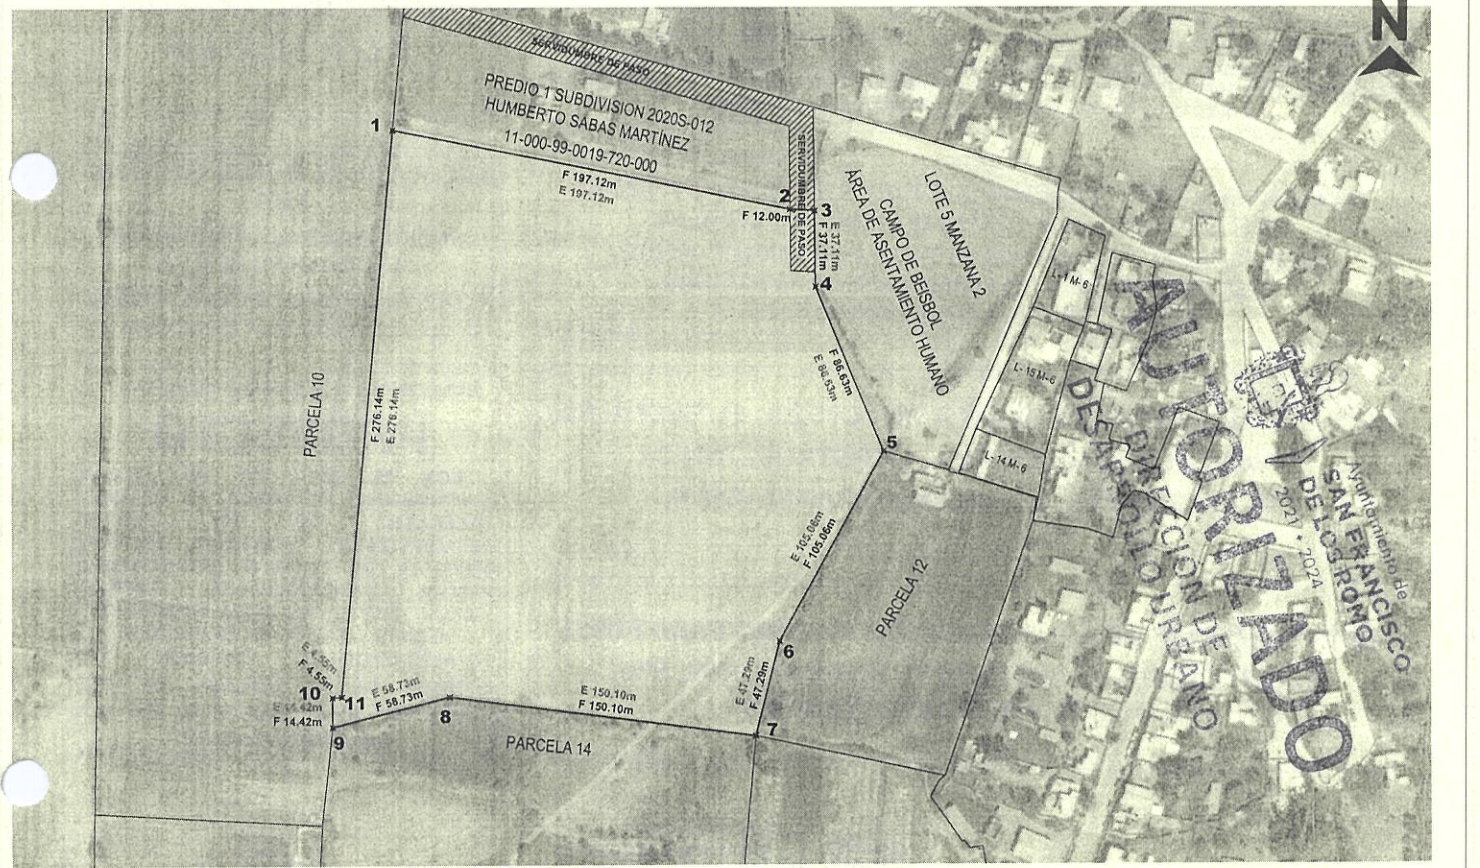 N
SERVIDUMBRE DE PASO
PREDIO 1 SUBDIVISION 2020S-012
HUMBERTO SABAS MARTÍNEZ
11-000-99-0019-720-000
F 197.12m
E 197.12m
1
2
3
F 12.00m
SERVIDUMBRE DE PASO
E 37.11m
F 37.11m
4
LOTE 5 MANZANA 2
CAMPO DE BEISBOL
ÁREA DE ASENTAMIENTO HUMANO
L-1 M-6
L-15 M-6
L-14 M-6
F 86.63m
E 86.63m
5
PARCELA 10
F 276.14m
E 276.14m
E 105.06m
F 105.06m
PARCELA 12
6
E 47.29m
F 47.29m
7
E 150.10m
F 150.10m
8
PARCELA 14
E 58.73m
F 58.73m
E 4.55m
F 4.55m
10
11
E 14.42m
F 14.42m
9
AUTORIZADO
DIRECCIÓN DE
DESARROLLO URBANO
Ayuntamiento de
SAN FRANCISCO
DE LOS ROMO
2021 • 2024